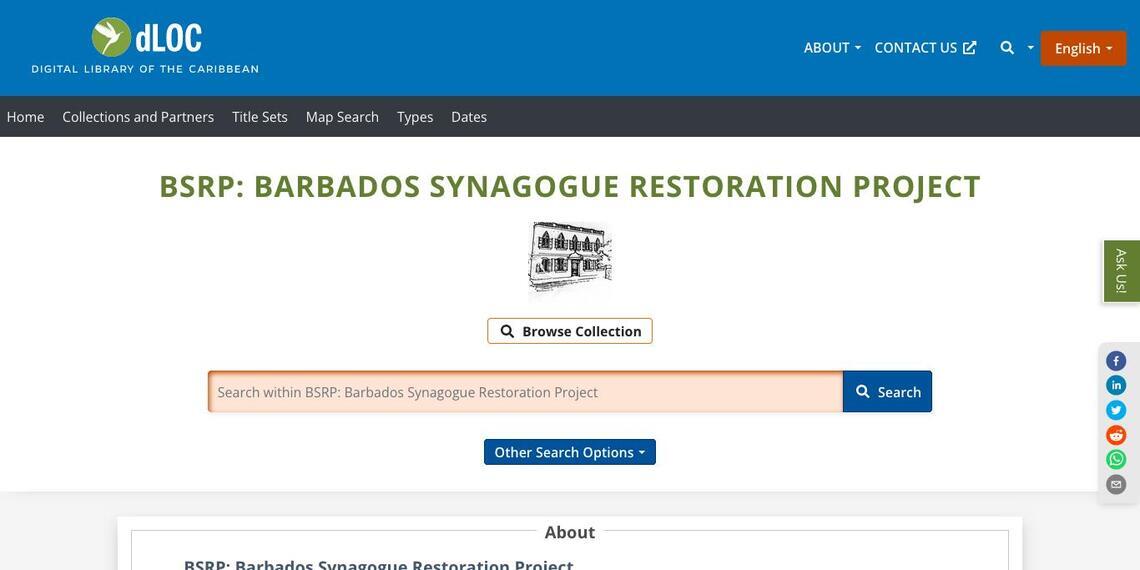 dLOC
DIGITAL LIBRARY OF THE CARIBBEAN
ABOUT
CONTACT US
English
Home
Collections and Partners
Title Sets
Map Search
Types
Dates
BSRP: BARBADOS SYNAGOGUE RESTORATION PROJECT
Ask Us!
Browse Collection
Search within BSRP: Barbados Synagogue Restoration Project
Search
Other Search Options
About
BSRP: Barbados Synagogue Restoration Project